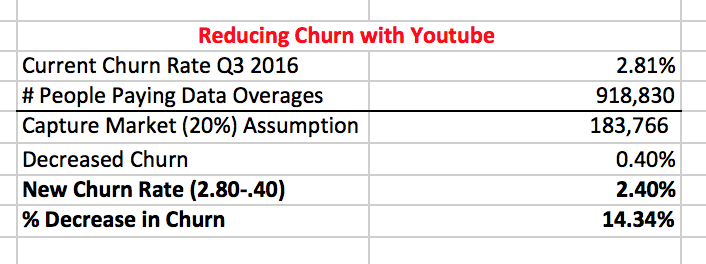 Reducing Churn with Youtube
Current Churn Rate Q3 2016 2.81%
# People Paying Data Overages 918,830
Capture Market (20%) Assumption 183,766
Decreased Churn 0.40%
New Churn Rate (2.80-.40) 2.40%
% Decrease in Churn 14.34%